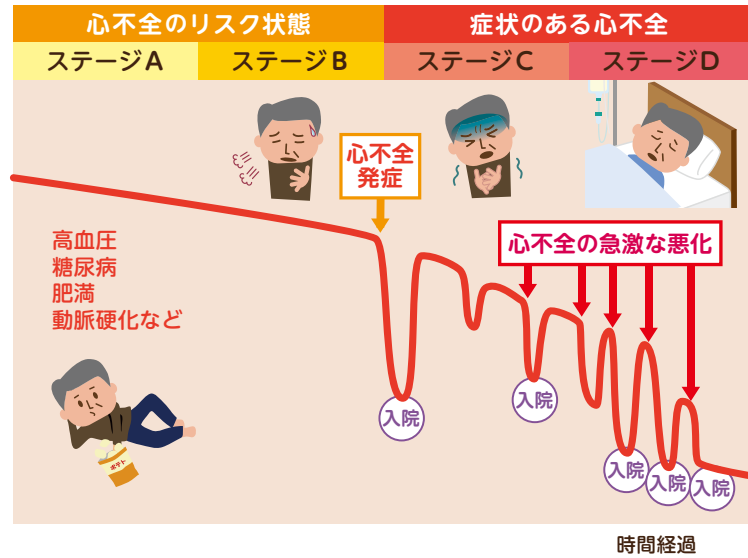 心不全のリスク状態
症状のある心不全
ステージA
ステージB
ステージC
ステージD
心不全
発症
高血圧
糖尿病
肥満
動脈硬化など
心不全の急激な悪化
ポテト
入院
入院
入院
入院
入院
時間経過